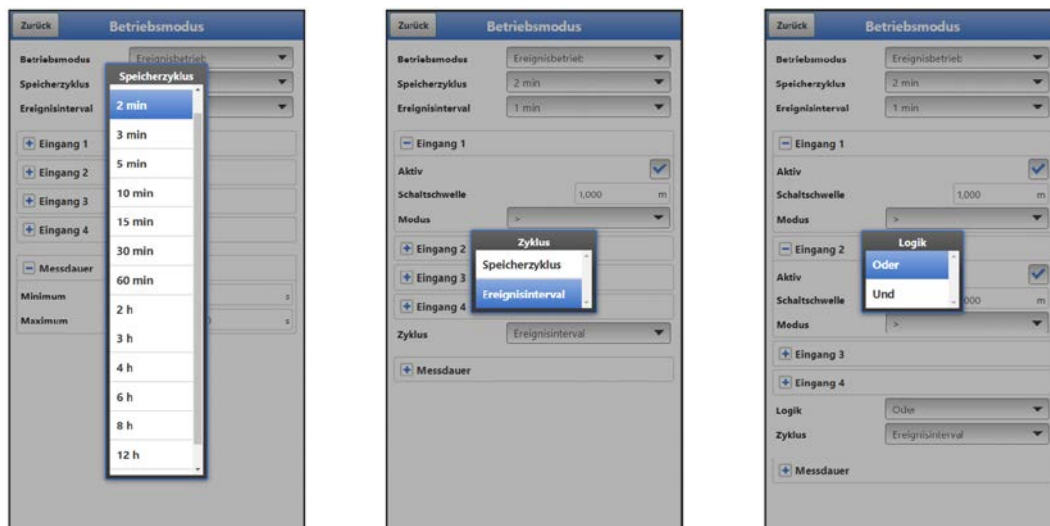 Zurück Betriebsmodus
Betriebsmodus Ereignisbetrieb
Speicherzyklus
Speicherzyklus
2 min
Ereignisinterval
3 min
Eingang 1
5 min
Eingang 2
10 min
Eingang 3
15 min
Eingang 4
30 min
Messdauer
60 min
Minimum s
2 h
Maximum s
3 h
4 h
6 h
8 h
12 h
Zurück Betriebsmodus
Betriebsmodus Ereignisbetrieb
Speicherzyklus 2 min
Ereignisinterval 1 min
Eingang 1
Aktiv
Schaltschwelle 1,000 m
Modus >
Zyklus
Eingang 2
Speicherzyklus
Eingang 3
Ereignisinterval
Eingang 4
Zyklus Ereignisinterval
Messdauer
Zurück Betriebsmodus
Betriebsmodus Ereignisbetrieb
Speicherzyklus 2 min
Ereignisinterval 1 min
Eingang 1
Aktiv
Schaltschwelle 1,000 m
Modus >
Eingang 2
Logik
Oder
Aktiv
Und
Schaltschwelle 000 m
Modus >
Eingang 3
Eingang 4
Logik Oder
Zyklus Ereignisinterval
Messdauer